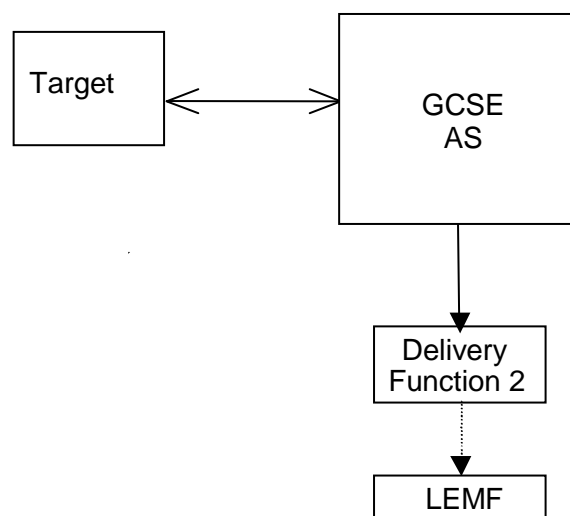 Target
GCSE
AS
Delivery
Function 2
LEMF